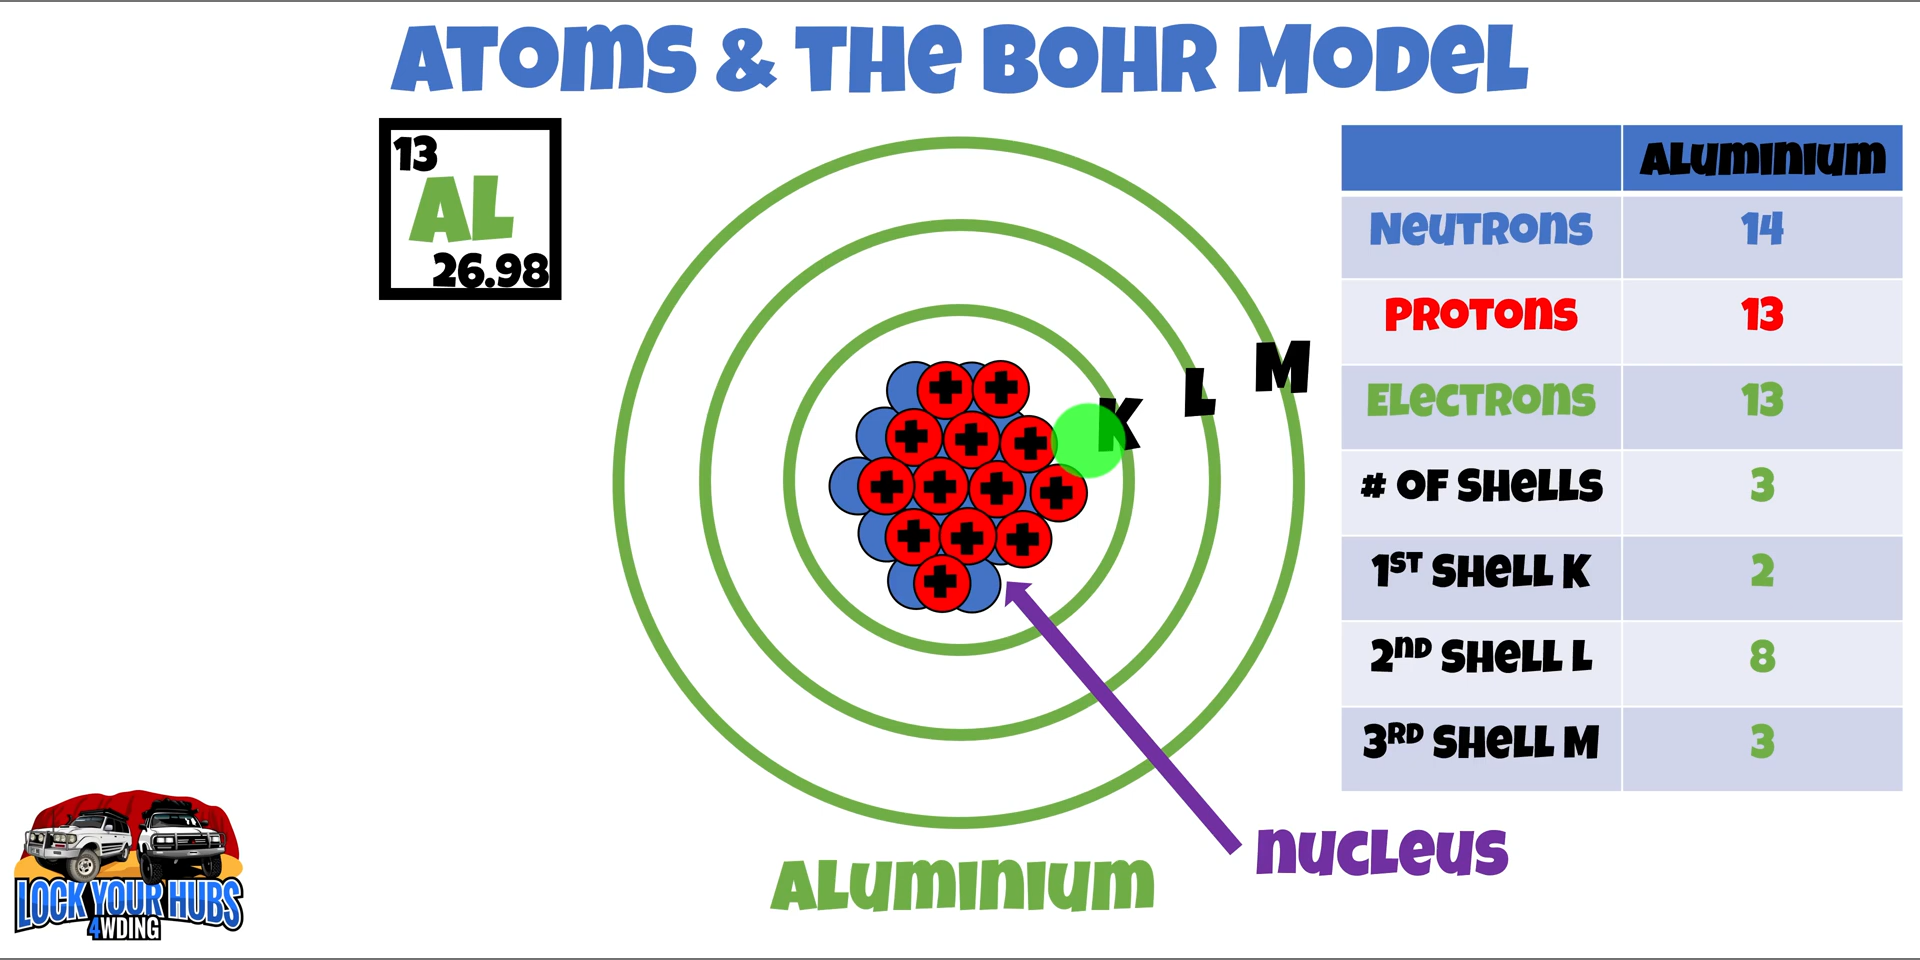 ATOMS & THE BOHR MODEL
13
AL
26.98
ALUMINIUM
NEUTRONS 14
PROTONS 13
ELECTRONS 13
# OF SHELLS 3
1ST SHELL K 2
2ND SHELL L 8
3RD SHELL M 3
K L M
NUCLEUS
ALUMINIUM
LOCK YOUR HUBS
4WDING